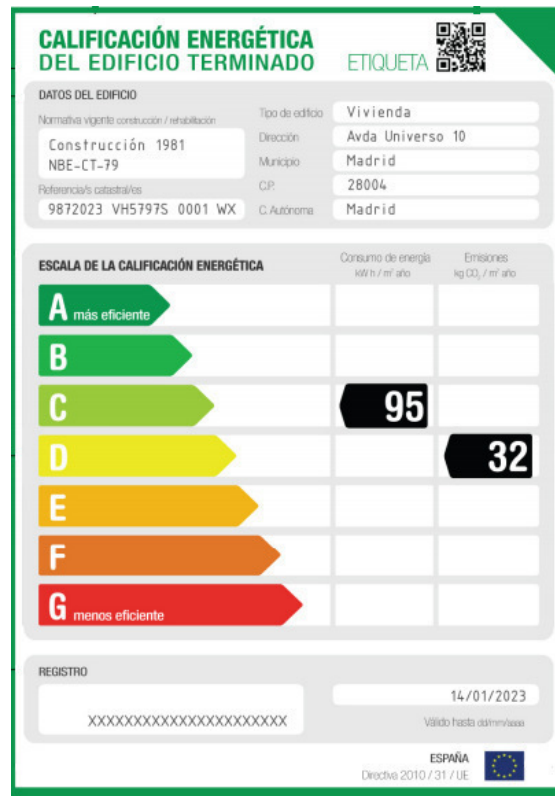 CALIFICACIÓN ENERGÉTICA
DEL EDIFICIO TERMINADO
ETIQUETA
DATOS DEL EDIFICIO
Normativa vigente construcción / rehabilitación
Construcción 1981
NBE-CT-79
Referencia/s catastral/es
9872023 VH5797S 0001 WX
Tipo de edificio Vivienda
Dirección Avda Universo 10
Municipio Madrid
C.P. 28004
C. Autónoma Madrid
ESCALA DE LA CALIFICACIÓN ENERGÉTICA
Consumo de energía
kW h / m² año
Emisiones
kg CO₂ / m² año
A más eficiente
B
C 95
D 32
E
F
G menos eficiente
REGISTRO
XXXXXXXXXXXXXXXXXXXXXX
14/01/2023
Válido hasta dd/mm/aaaa
ESPAÑA
Directiva 2010 / 31 / UE